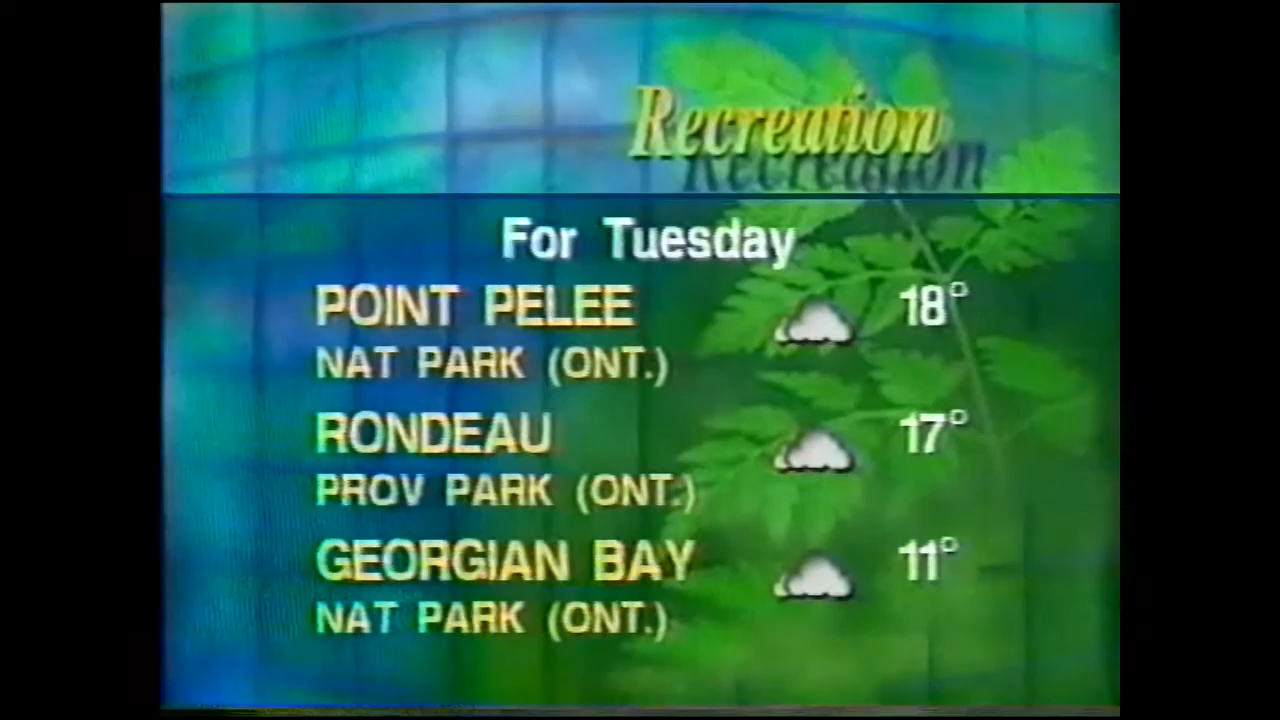 Recreation
For Tuesday
POINT PELEE 18°
NAT PARK (ONT.)
RONDEAU 17°
PROV PARK (ONT.)
GEORGIAN BAY 11°
NAT PARK (ONT.)